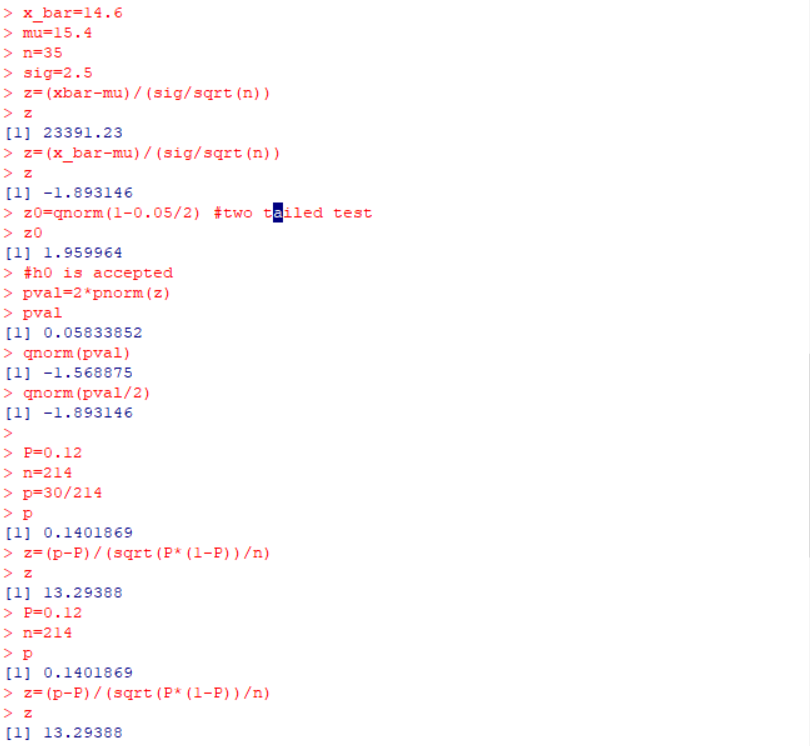 > x_bar=14.6
> mu=15.4
> n=35
> sig=2.5
> z=(xbar-mu)/(sig/sqrt(n))
> z
[1] 23391.23
> z=(x_bar-mu)/(sig/sqrt(n))
> z
[1] -1.893146
> z0=qnorm(1-0.05/2) #two tailed test
> z0
[1] 1.959964
> #h0 is accepted
> pval=2*pnorm(z)
> pval
[1] 0.05833852
> qnorm(pval)
[1] -1.568875
> qnorm(pval/2)
[1] -1.893146
>
> P=0.12
> n=214
> p=30/214
> p
[1] 0.1401869
> z=(p-P)/(sqrt(P*(1-P))/n)
> z
[1] 13.29388
> P=0.12
> n=214
> p
[1] 0.1401869
> z=(p-P)/(sqrt(P*(1-P))/n)
> z
[1] 13.29388